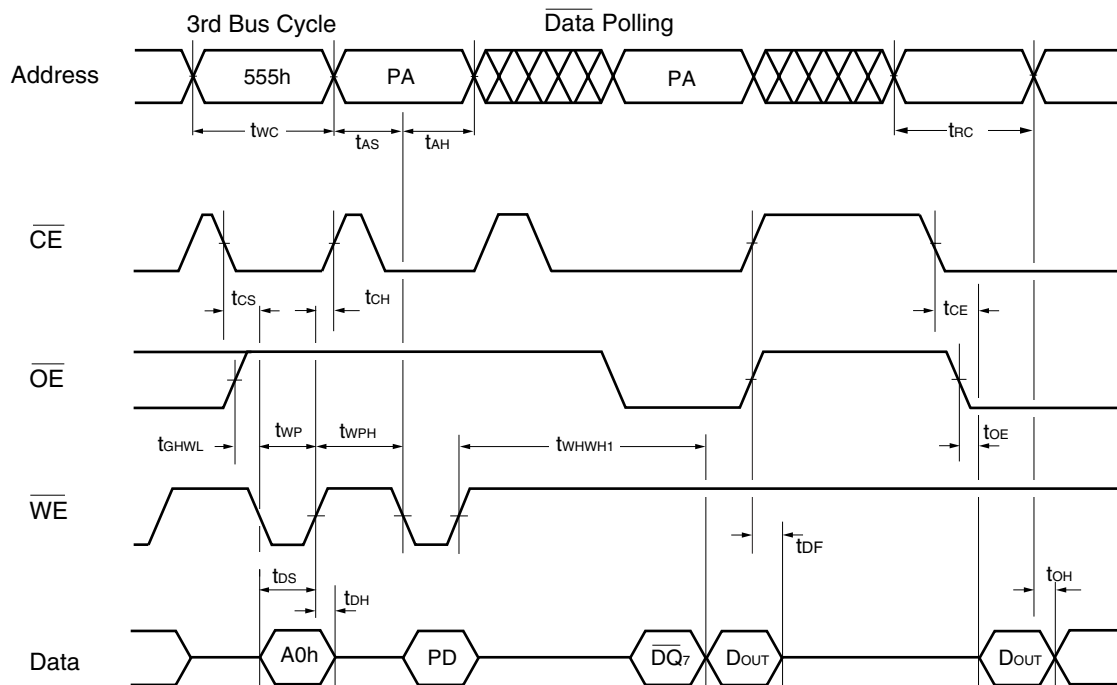 3rd Bus Cycle Data Polling
Address 555h PA PA
tWC tAS tAH tRC
CE
tCS tCH tCE
OE
tGHWL tWP tWPH tWHWH1 tOE
WE
tDF
tDS tDH tOH
Data A0h PD DQ7 DOUT DOUT